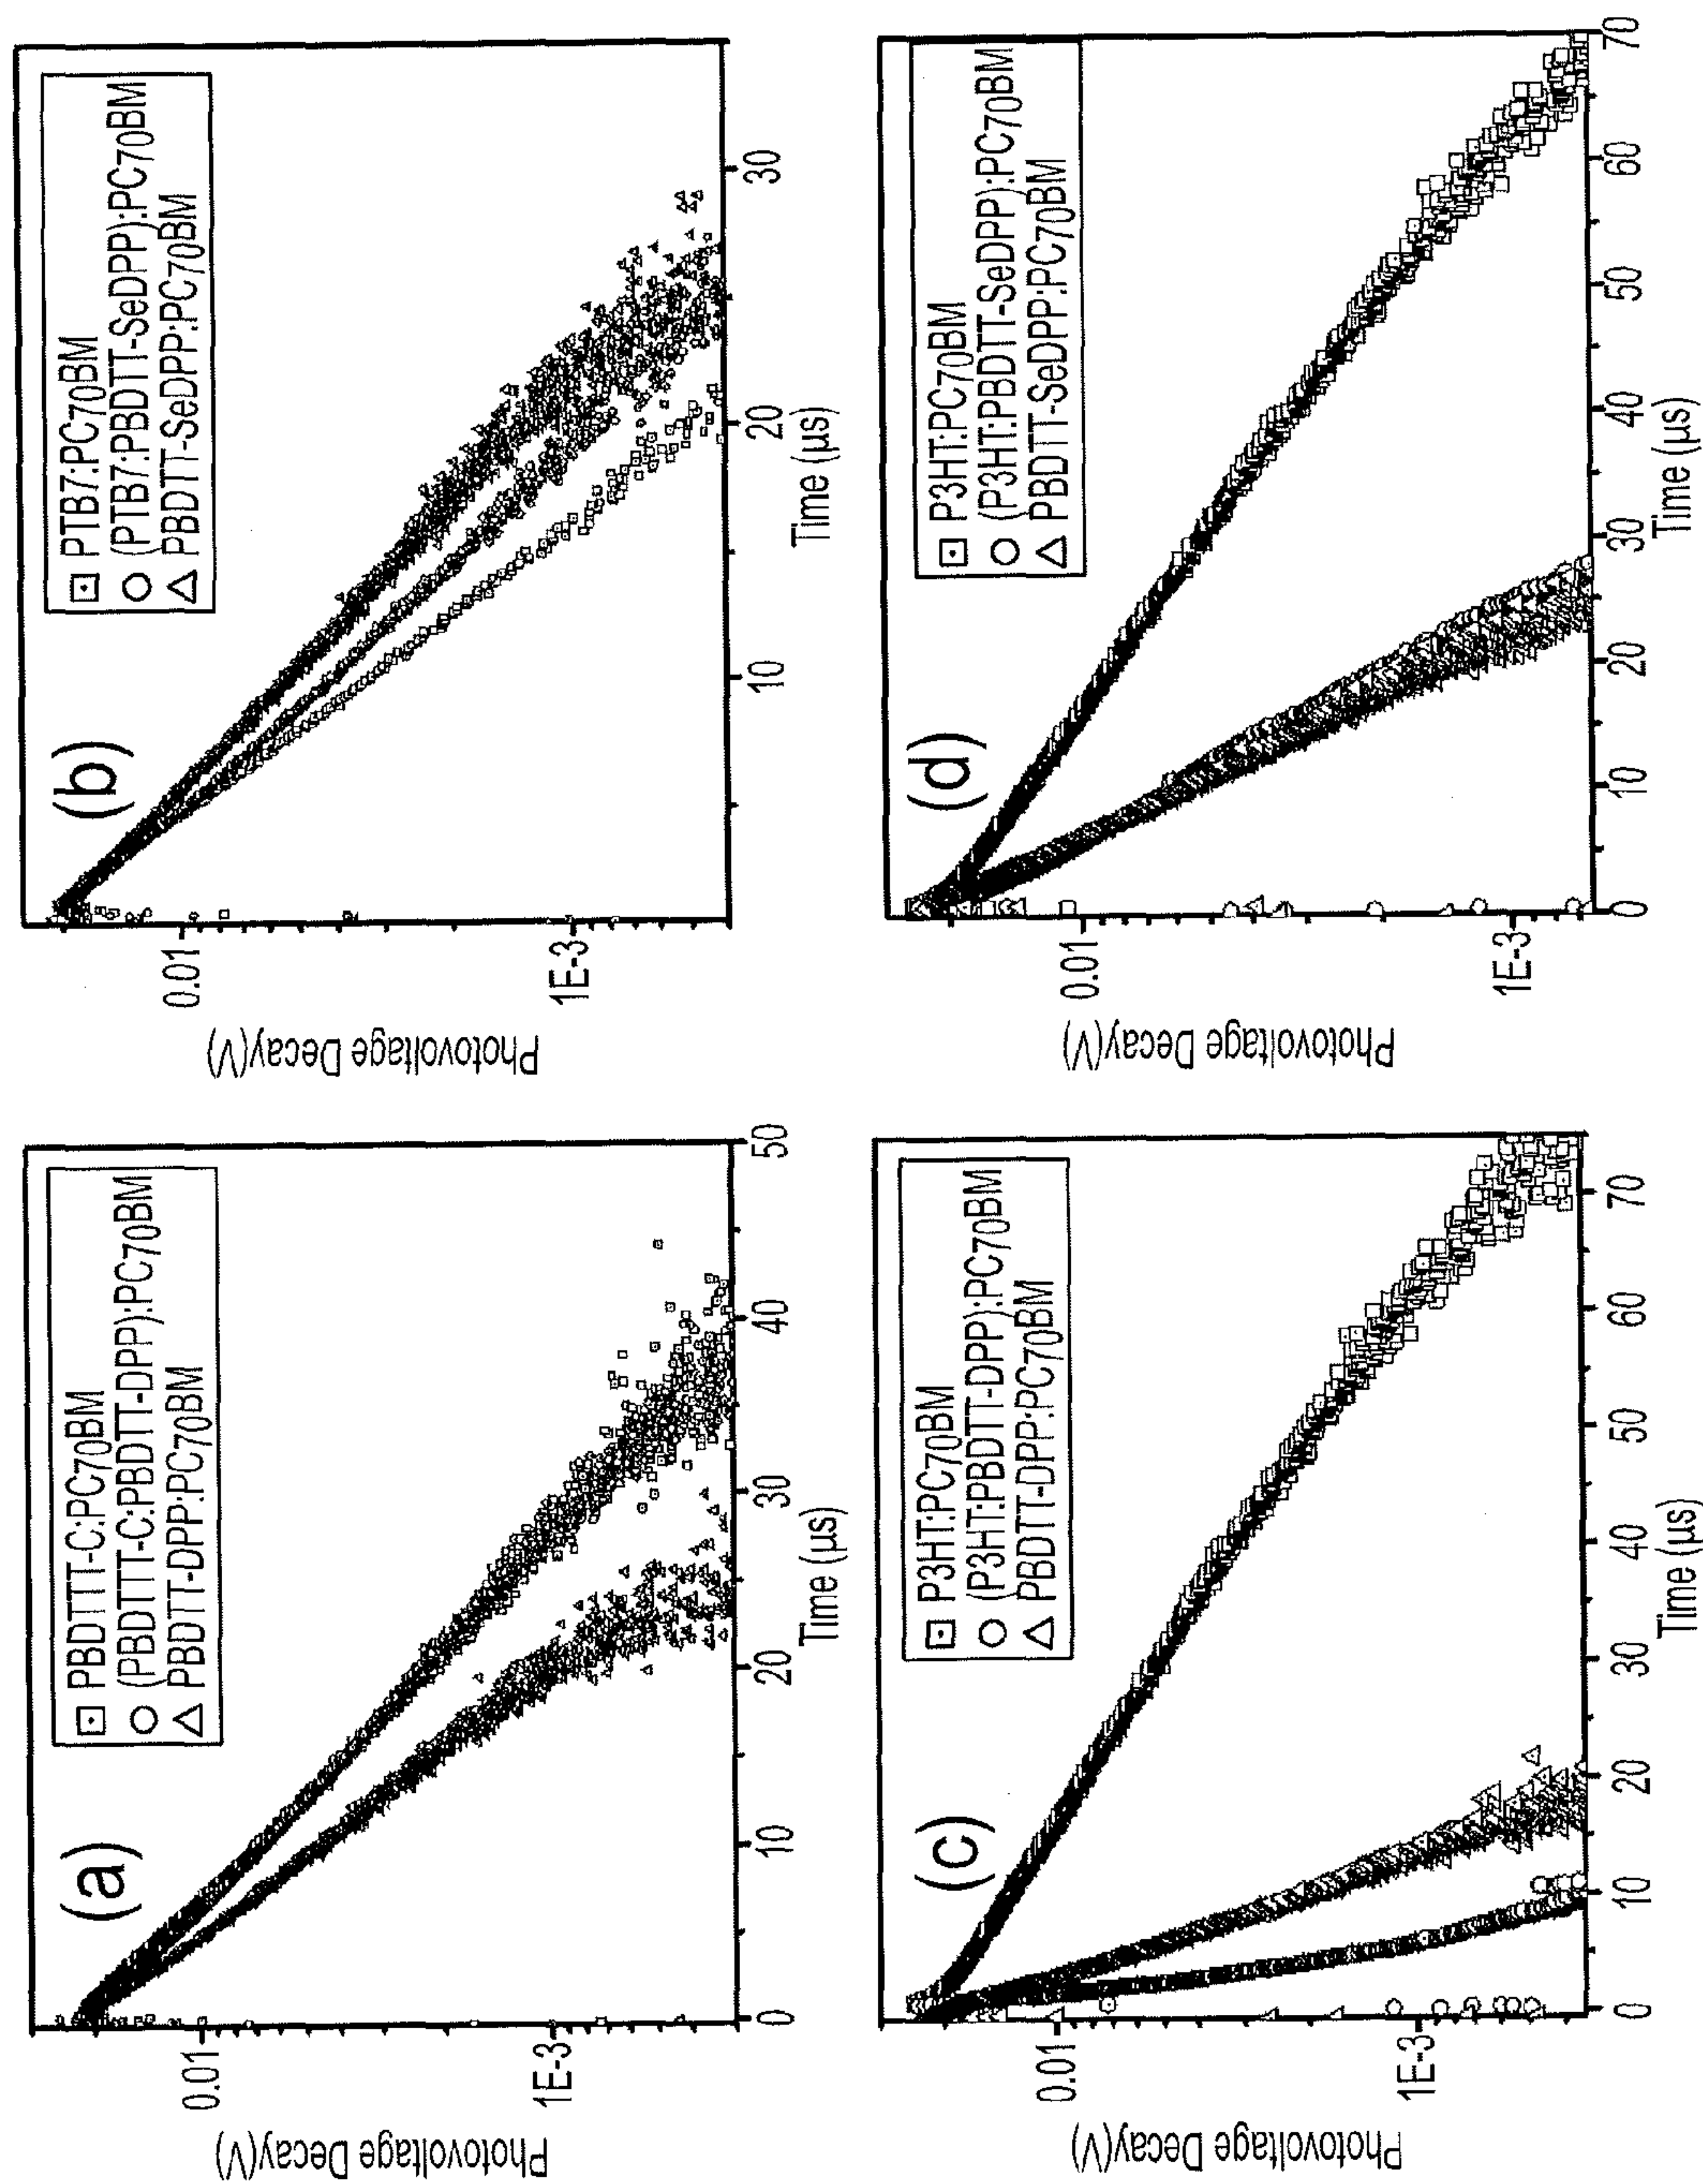 (a)
PBDTTT-C:PC70BM
(PBDTTT-C:PBDTT-DPP):PC70BM
PBDTT-DPP:PC70BM
Photovoltage Decay(V)
0.01
1E-3
0 10 20 30 40 50
Time (µs)
(b)
PTB7:PC70BM
(PTB7:PBDTT-SeDPP):PC70BM
PBDTT-SeDPP:PC70BM
Photovoltage Decay(V)
0.01
1E-3
10 20 30
Time (µs)
(c)
P3HT:PC70BM
(P3HT:PBDTT-DPP):PC70BM
PBDTT-DPP:PC70BM
Photovoltage Decay(V)
0.01
1E-3
0 10 20 30 40 50 60 70
Time (µs)
(d)
P3HT:PC70BM
(P3HT:PBDTT-SeDPP):PC70BM
PBDTT-SeDPP:PC70BM
Photovoltage Decay(V)
0.01
1E-3
0 10 20 30 40 50 60 70
Time (µs)